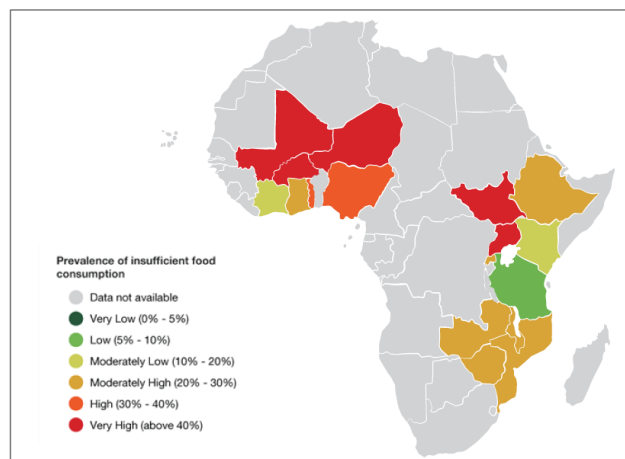 Prevalence of insufficient food
consumption
Data not available
Very Low (0% - 5%)
Low (5% - 10%)
Moderately Low (10% - 20%)
Moderately High (20% - 30%)
High (30% - 40%)
Very High (above 40%)